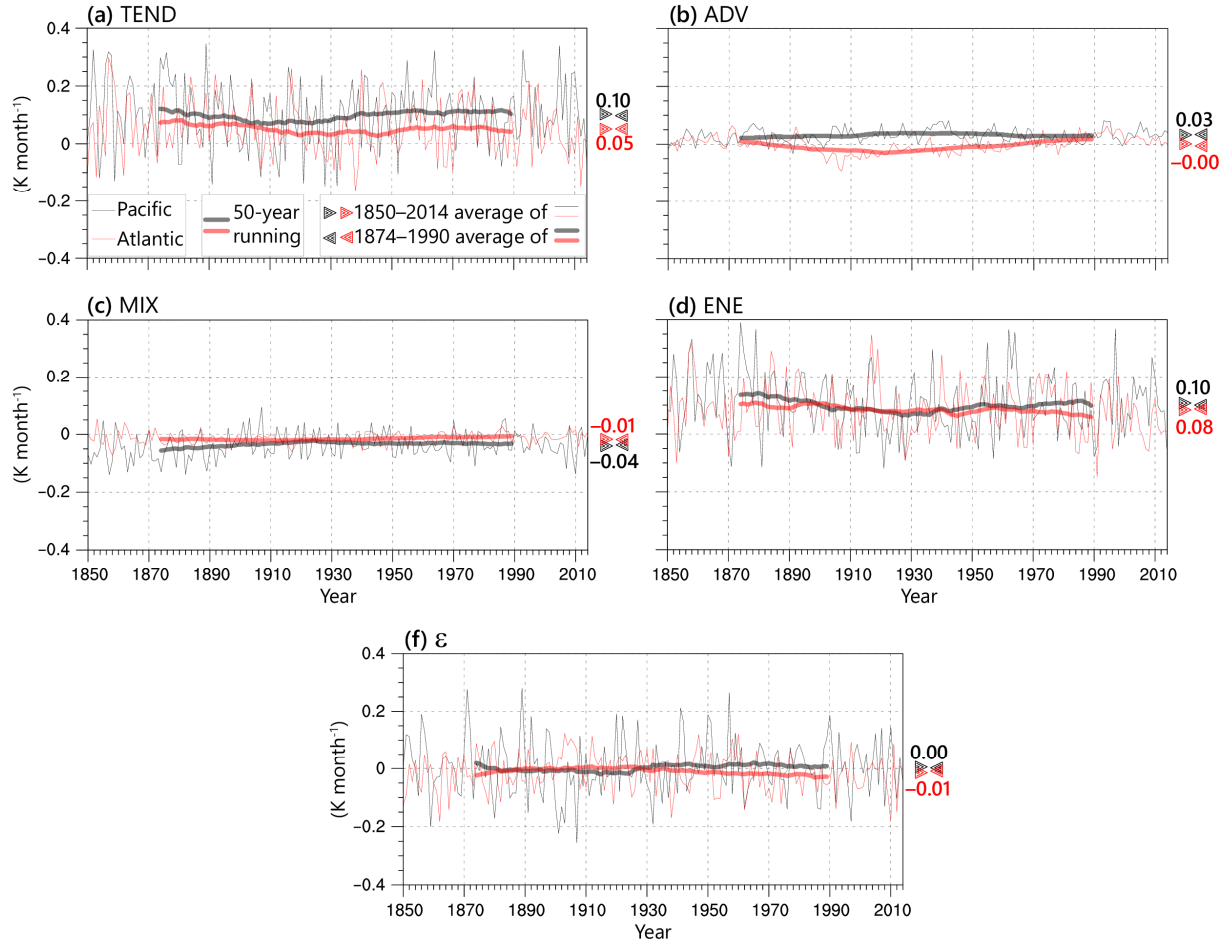 (a) TEND
(b) ADV
0.4
0.2
0
−0.2
−0.4
(K month⁻¹)
0.10
0.05
0.03
−0.00
Pacific
Atlantic
50-year
running
1850–2014 average of
1874–1990 average of
(c) MIX
(d) ENE
0.4
0.2
0
−0.2
−0.4
(K month⁻¹)
−0.01
−0.04
0.10
0.08
1850 1870 1890 1910 1930 1950 1970 1990 2010
Year
1850 1870 1890 1910 1930 1950 1970 1990 2010
Year
(f) ε
0.4
0.2
0
−0.2
−0.4
(K month⁻¹)
0.00
−0.01
1850 1870 1890 1910 1930 1950 1970 1990 2010
Year